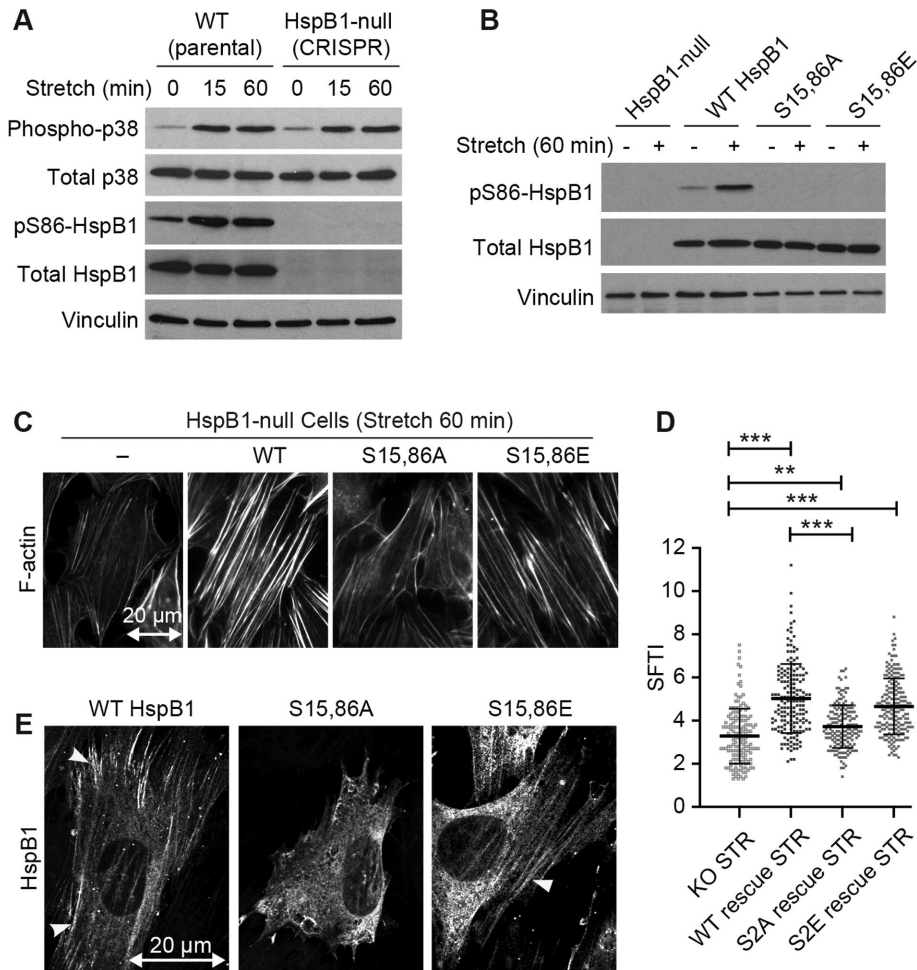 A
WT
(parental)
HspB1-null
(CRISPR)
Stretch (min) 0 15 60 0 15 60
Phospho-p38
Total p38
pS86-HspB1
Total HspB1
Vinculin
B
HspB1-null
WT HspB1
S15,86A
S15,86E
Stretch (60 min) - + - + - + - +
pS86-HspB1
Total HspB1
Vinculin
C
HspB1-null Cells (Stretch 60 min)
– WT S15,86A S15,86E
F-actin
20 μm
D
***
**
***
***
SFTI
12
10
8
6
4
2
0
KO STR
WT rescue STR
S2A rescue STR
S2E rescue STR
E
WT HspB1 S15,86A S15,86E
HspB1
20 μm